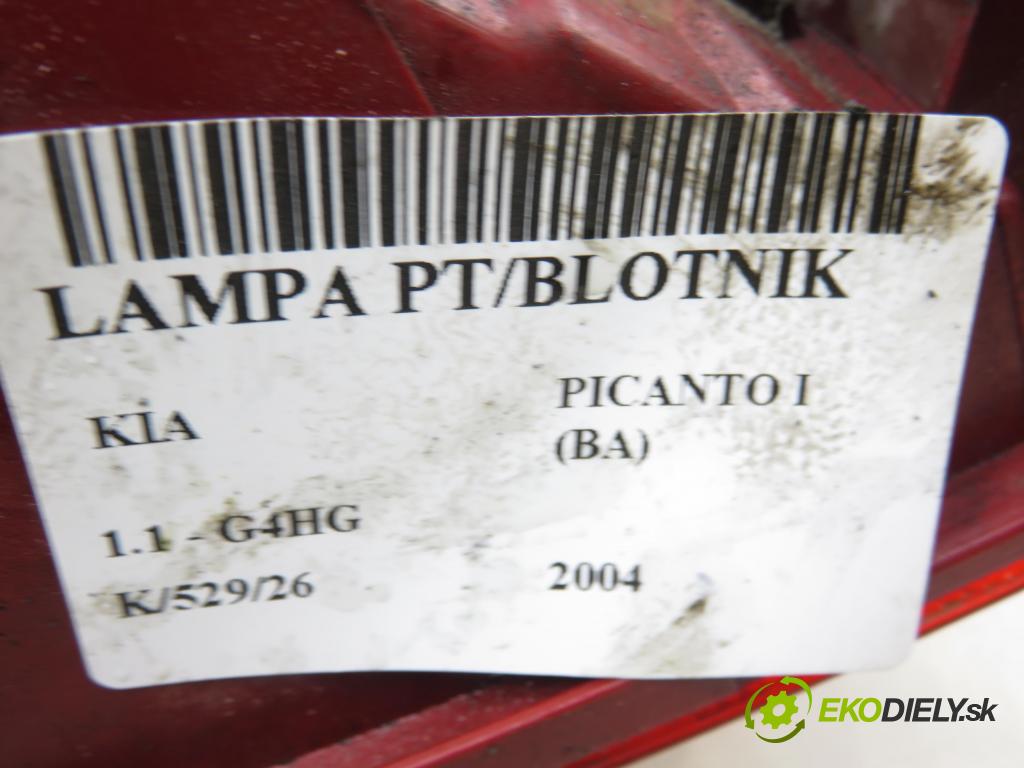 LAMPA PT/BLOTNIK
KIA
PICANTO I
(BA)
1.1 - G4HG
K/529/26
2004
EKODIELY.sk